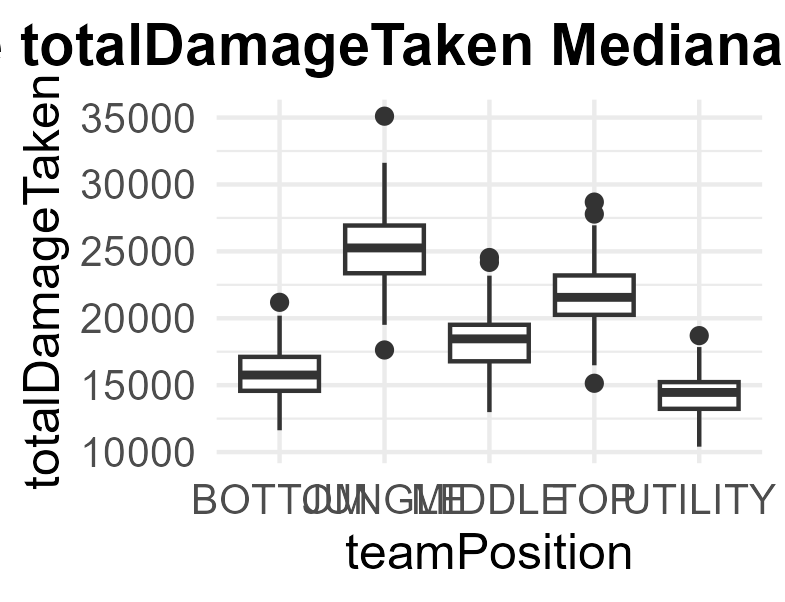 totalDamageTaken Mediana
totalDamageTaken
35000
30000
25000
20000
15000
10000
BOTTOM JUNGLE MIDDLE TOP UTILITY
teamPosition